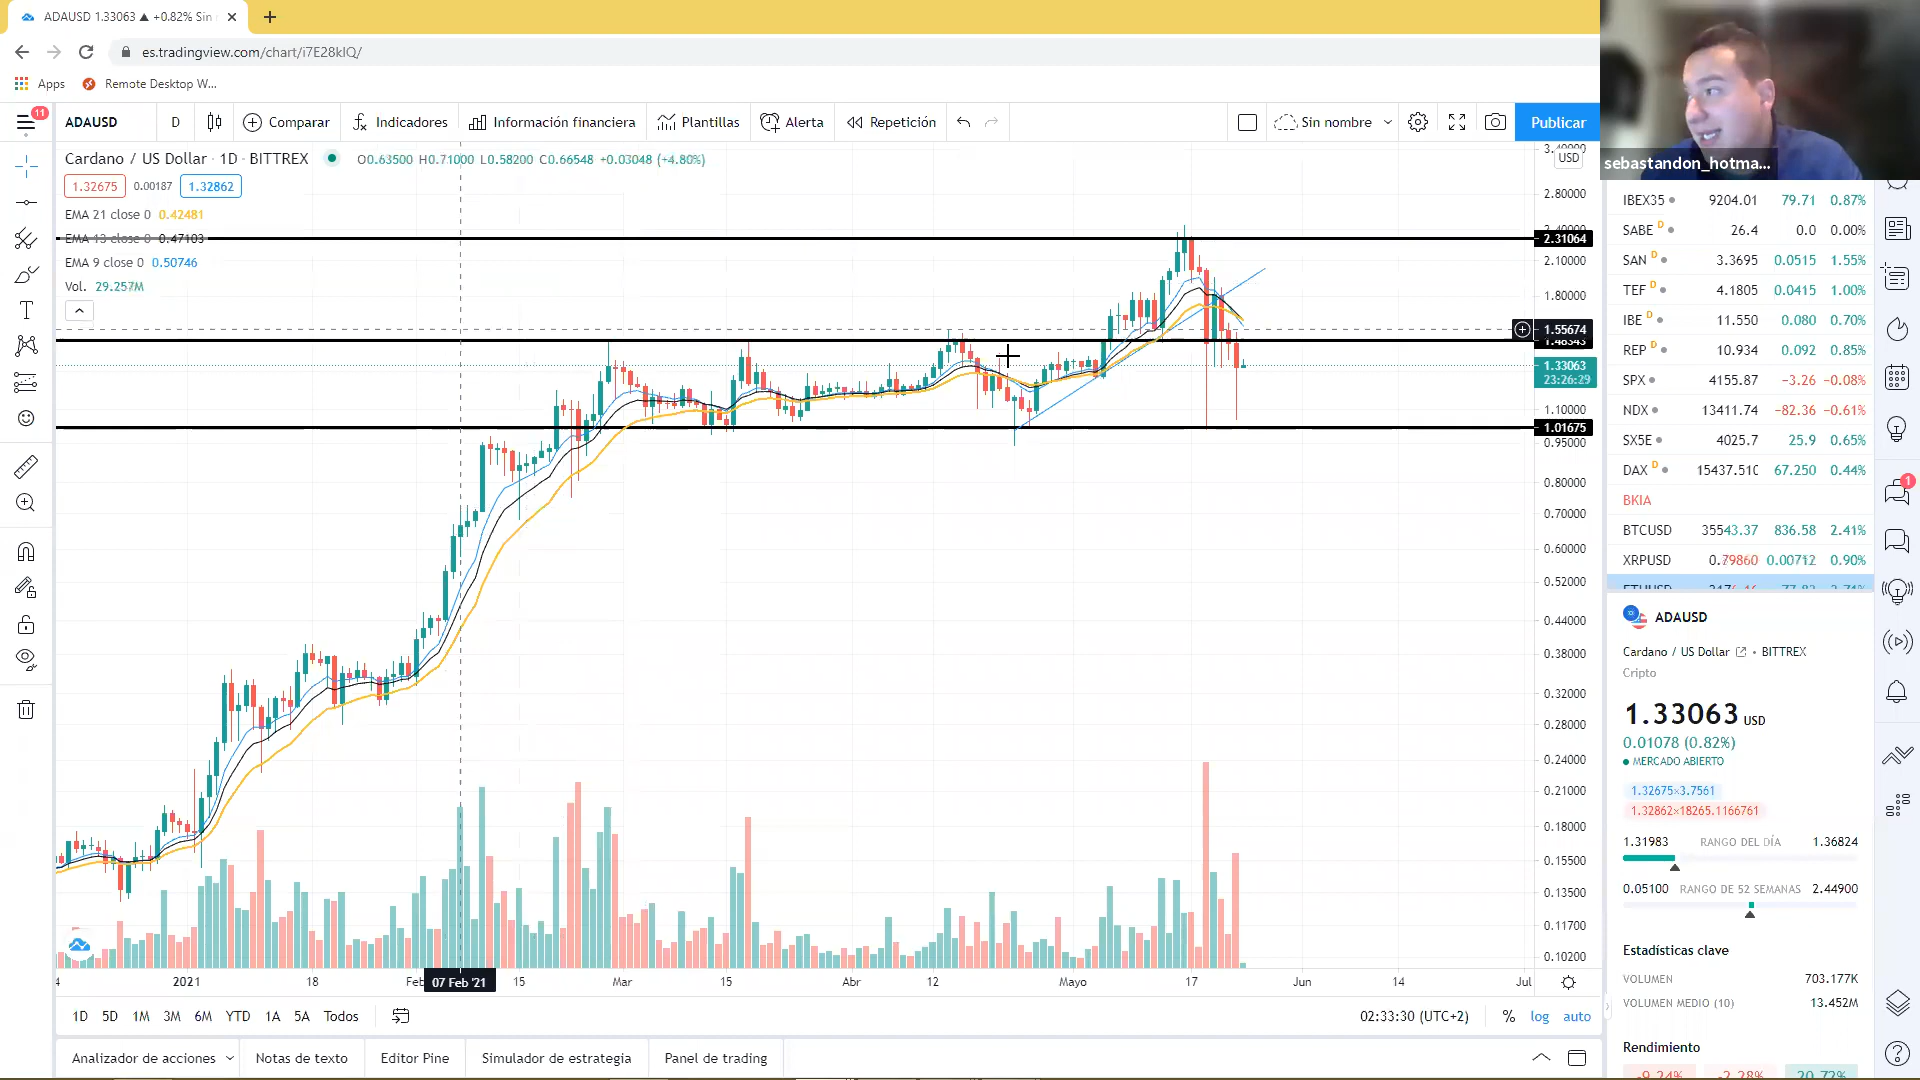 ADAUSD 1.33063 ▲ +0.82% Sin
es.tradingview.com/chart/i7E28kIQ/
Apps Remote Desktop W...
sebastandon_hotma...
11
ADAUSD D Comparar Indicadores Información financiera Plantillas Alerta Repetición Sin nombre Publicar
Cardano / US Dollar · 1D · BITTREX O0.63500 H0.71000 L0.58200 C0.66548 +0.03048 (+4.80%)
1.32675 0.00187 1.32862
EMA 21 close 0 0.42481
EMA 13 close 0 0.47103
EMA 9 close 0 0.50746
Vol. 29.257M
3.40000
USD
2.80000
2.31064
2.10000
1.80000
1.55674
1.33063
23:26:29
1.10000
1.01675
0.95000
0.80000
0.70000
0.60000
0.52000
0.44000
0.38000
0.32000
0.28000
0.24000
0.21000
0.18000
0.15500
0.13500
0.11700
0.10200
4 2021 18 Feb 07 Feb '21 15 Mar 15 Abr 12 Mayo 17 Jun 14 Jul
1D 5D 1M 3M 6M YTD 1A 5A Todos 02:33:30 (UTC+2) % log auto
Analizador de acciones Notas de texto Editor Pine Simulador de estrategia Panel de trading
IBEX35 9204.01 79.71 0.87%
SABE D 26.4 0.0 0.00%
SAN D 3.3695 0.0515 1.55%
TEF D 4.1805 0.0415 1.00%
IBE D 11.550 0.080 0.70%
REP D 10.934 0.092 0.85%
SPX 4155.87 −3.26 −0.08%
NDX 13411.74 −82.36 −0.61%
SX5E 4025.7 25.9 0.65%
DAX D 15437.510 67.250 0.44%
BKIA
BTCUSD 35543.37 836.58 2.41%
XRPUSD 0.79860 0.00712 0.90%
1
ADAUSD
Cardano / US Dollar • BITTREX
Cripto
1.33063 USD
0.01078 (0.82%)
MERCADO ABIERTO
1.32675×3.7561
1.32862×18265.1166761
1.31983 RANGO DEL DÍA 1.36824
0.05100 RANGO DE 52 SEMANAS 2.44900
Estadísticas clave
VOLUMEN 703.177K
VOLUMEN MEDIO (10) 13.452M
Rendimiento
-9.24% -2.28% 20.72%